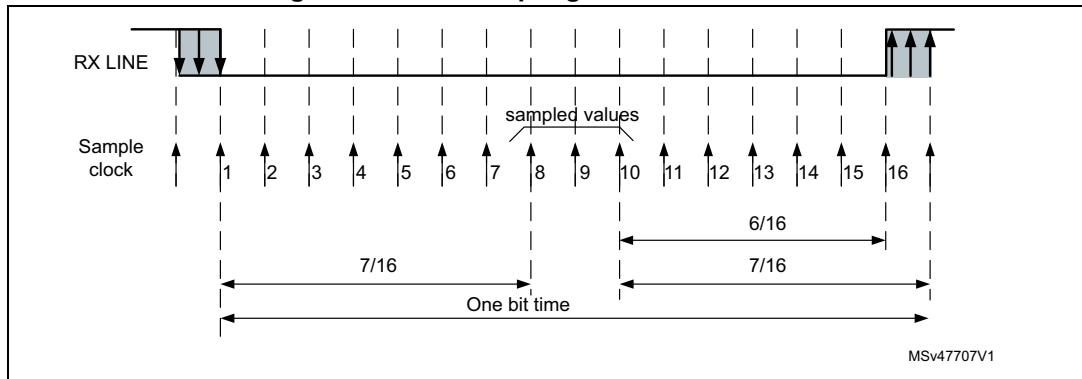 RX LINE
sampled values
Sample
clock
1 2 3 4 5 6 7 8 9 10 11 12 13 14 15 16
6/16
7/16 7/16
One bit time
MSv47707V1